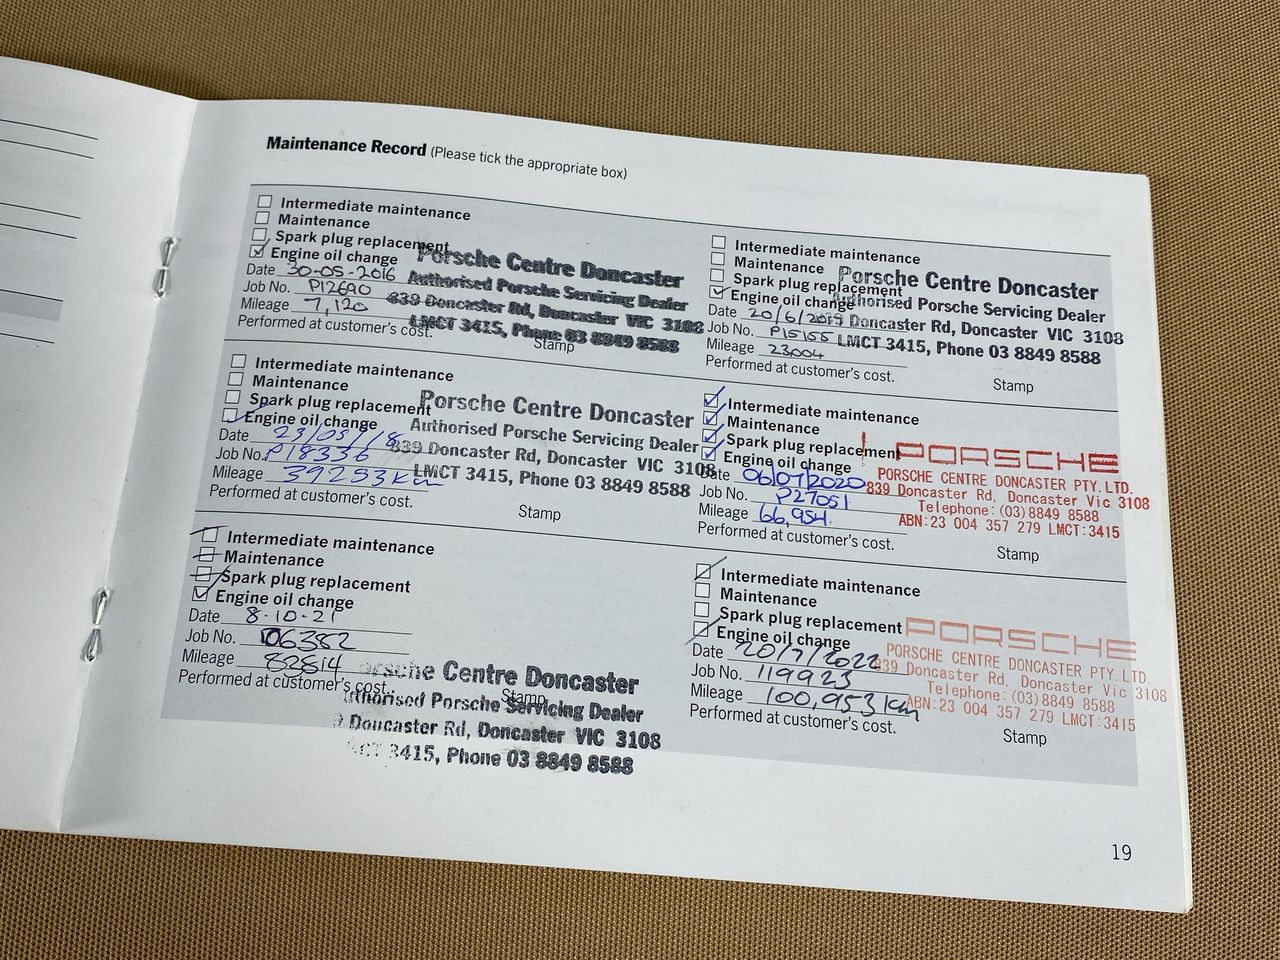 Maintenance Record (Please tick the appropriate box)
Intermediate maintenance
Maintenance
Spark plug replacement
Engine oil change
Date 30-05-2016
Job No. P12690
Mileage 7,120
Performed at customer's cost.
Stamp
Porsche Centre Doncaster
Authorised Porsche Servicing Dealer
839 Doncaster Rd, Doncaster VIC 3108
LMCT 3415, Phone 03 8849 8588
Intermediate maintenance
Maintenance
Spark plug replacement
Engine oil change
Date 20/6/
Job No. P15155
Mileage 23004
Performed at customer's cost.
Stamp
Porsche Centre Doncaster
Authorised Porsche Servicing Dealer
Doncaster Rd, Doncaster VIC 3108
LMCT 3415, Phone 03 8849 8588
Intermediate maintenance
Maintenance
Spark plug replacement
Engine oil change
Date 23/05/18
Job No. P18336
Mileage 39253km
Performed at customer's cost.
Stamp
Porsche Centre Doncaster
Authorised Porsche Servicing Dealer
839 Doncaster Rd, Doncaster VIC 3108
LMCT 3415, Phone 03 8849 8588
Intermediate maintenance
Maintenance
Spark plug replacement
Engine oil change
Date 06/07/2020
Job No. P27051
Mileage 66,954.
Performed at customer's cost.
Stamp
PORSCHE
PORSCHE CENTRE DONCASTER PTY. LTD.
839 Doncaster Rd, Doncaster Vic 3108
Telephone: (03) 8849 8588
ABN: 23 004 357 279 LMCT: 3415
Intermediate maintenance
Maintenance
Spark plug replacement
Engine oil change
Date 8-10-21
Job No. 06382
Mileage 82814
Performed at customer's cost.
Stamp
Porsche Centre Doncaster
Authorised Porsche Servicing Dealer
Doncaster Rd, Doncaster VIC 3108
LMCT 3415, Phone 03 8849 8588
Intermediate maintenance
Maintenance
Spark plug replacement
Engine oil change
Date 20/7/2022
Job No. 119923
Mileage 100,953 km
Performed at customer's cost.
Stamp
PORSCHE
PORSCHE CENTRE DONCASTER PTY. LTD.
839 Doncaster Rd, Doncaster Vic 3108
Telephone: (03) 8849 8588
ABN: 23 004 357 279 LMCT: 3415
19